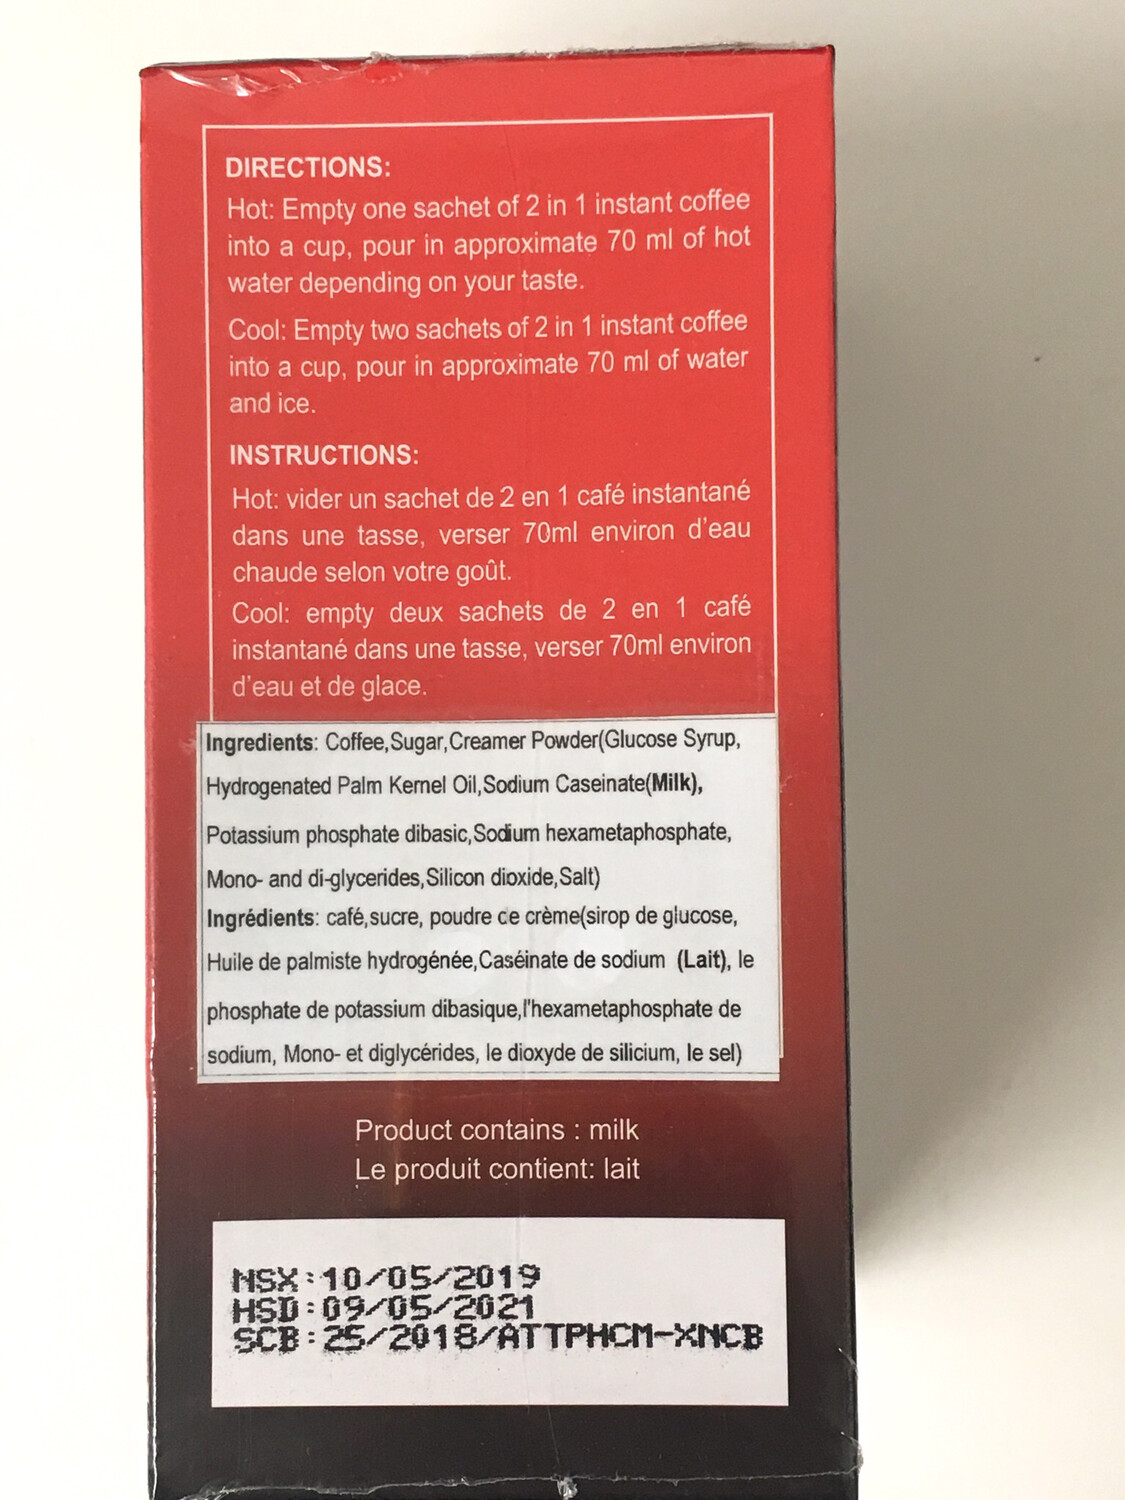 DIRECTIONS:
Hot: Empty one sachet of 2 in 1 instant coffee
into a cup, pour in approximate 70 ml of hot
water depending on your taste.
Cool: Empty two sachets of 2 in 1 instant coffee
into a cup, pour in approximate 70 ml of water
and ice.
INSTRUCTIONS:
Hot: vider un sachet de 2 en 1 café instantané
dans une tasse, verser 70ml environ d'eau
chaude selon votre goût.
Cool: empty deux sachets de 2 en 1 café
instantané dans une tasse, verser 70ml environ
d'eau et de glace.
Ingredients: Coffee,Sugar,Creamer Powder(Glucose Syrup,
Hydrogenated Palm Kernel Oil,Sodium Caseinate(Milk),
Potassium phosphate dibasic,Sodium hexametaphosphate,
Mono- and di-glycerides,Silicon dioxide,Salt)
Ingrédients: café,sucre, poudre de crème(sirop de glucose,
Huile de palmiste hydrogénée,Caséinate de sodium (Lait), le
phosphate de potassium dibasique,l'hexametaphosphate de
sodium, Mono- et diglycérides, le dioxyde de silicium, le sel)
Product contains : milk
Le produit contient: lait
NSX:10/05/2019
HSD:09/05/2021
SCB:25/2018/ATTPHCM-XNCB